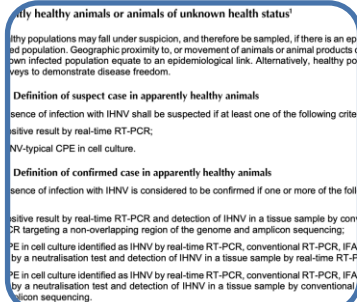 tly healthy animals or animals of unknown health status¹
lthy populations may fall under suspicion, and therefore be sampled, if there is an ep
ed population. Geographic proximity to, or movement of animals or animal products o
own infected population equate to an epidemiological link. Alternatively, healthy po
veys to demonstrate disease freedom.
Definition of suspect case in apparently healthy animals
sence of infection with IHNV shall be suspected if at least one of the following crite
ositive result by real-time RT-PCR;
NV-typical CPE in cell culture.
Definition of confirmed case in apparently healthy animals
sence of infection with IHNV is considered to be confirmed if one or more of the foll
ositive result by real-time RT-PCR and detection of IHNV in a tissue sample by conv
CR targeting a non-overlapping region of the genome and amplicon sequencing;
PE in cell culture identified as IHNV by real-time RT-PCR, conventional RT-PCR, IFA
by a neutralisation test and detection of IHNV in a tissue sample by real-time RT-P
PE in cell culture identified as IHNV by real-time RT-PCR, conventional RT-PCR, IFA
by a neutralisation test and detection of IHNV in a tissue sample by conventional
plicon sequencing.